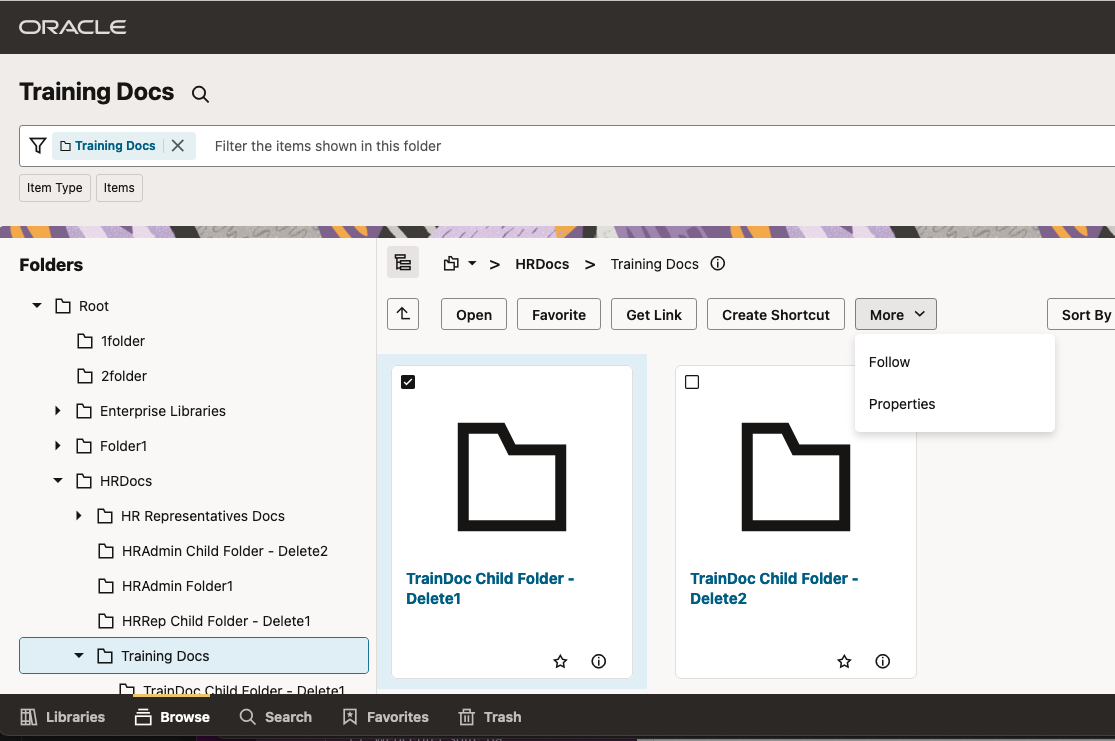 ORACLE
Training Docs
Training Docs
Filter the items shown in this folder
Item Type
Items
Folders
Root
1folder
2folder
Enterprise Libraries
Folder1
HRDocs
HR Representatives Docs
HRAdmin Child Folder - Delete2
HRAdmin Folder1
HRRep Child Folder - Delete1
Training Docs
TrainDoc Child Folder - Delete1
> HRDocs > Training Docs
Open
Favorite
Get Link
Create Shortcut
More
Sort By
Follow
Properties
TrainDoc Child Folder -
Delete1
TrainDoc Child Folder -
Delete2
Libraries
Browse
Search
Favorites
Trash